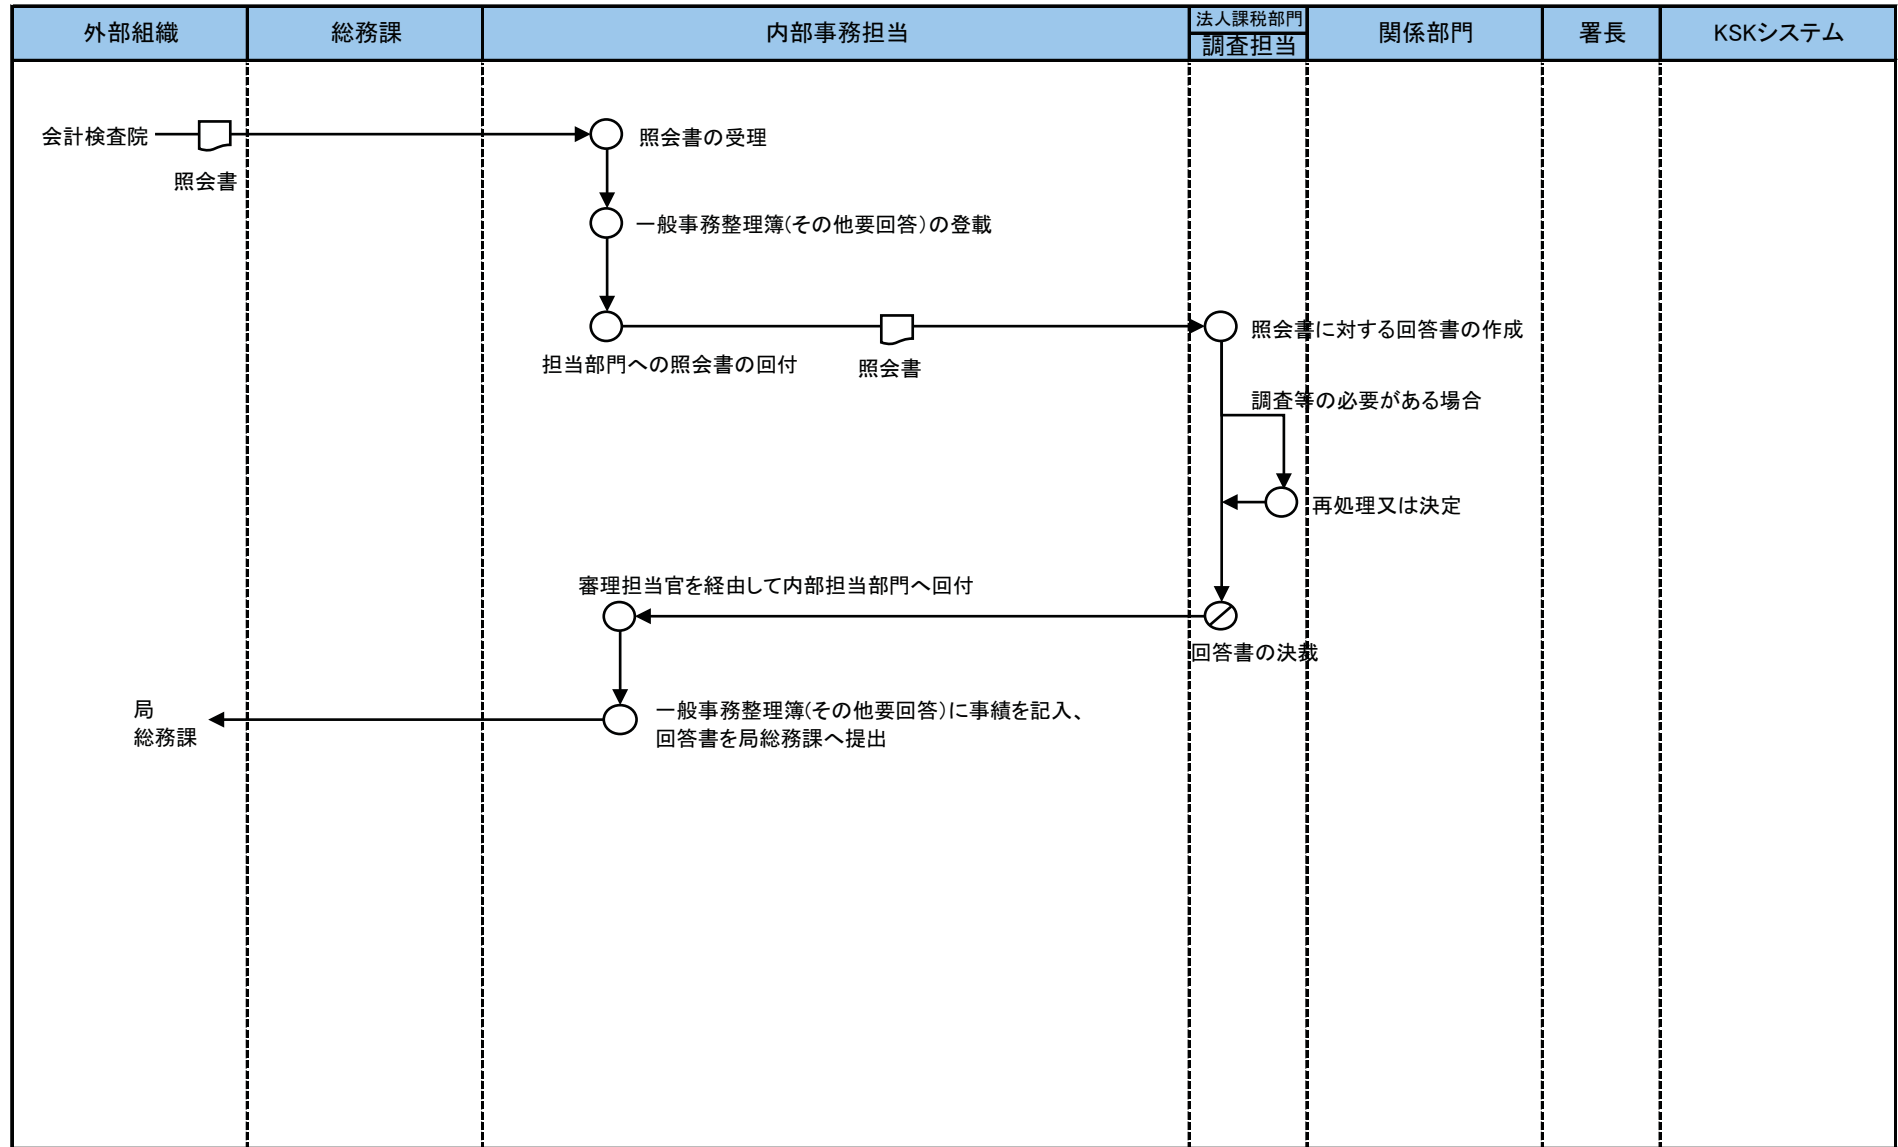 外部組織
総務課
内部事務担当
法人課税部門
調査担当
関係部門
署長
KSKシステム
会計検査院
照会書
照会書の受理
一般事務整理簿(その他要回答)の登載
担当部門への照会書の回付
照会書
照会書に対する回答書の作成
調査等の必要がある場合
再処理又は決定
審理担当官を経由して内部担当部門へ回付
回答書の決裁
局
総務課
一般事務整理簿(その他要回答)に事績を記入、
回答書を局総務課へ提出